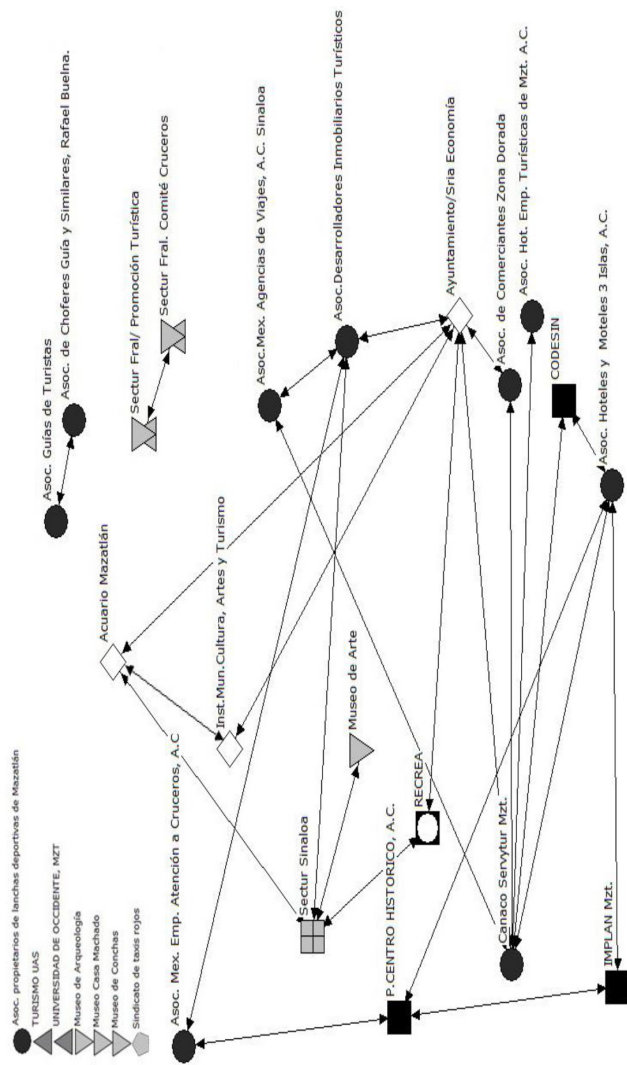 Asoc. propietarios de lanchas deportivas de Mazatlán
TURISMO UAS
UNIVERSIDAD DE OCCIDENTE, MZT
Museo de Arqueología
Museo Casa Machado
Museo de Conchas
Sindicato de taxis rojos
Asoc. Guías de Turistas
Asoc. de Choferes Guía y Similares, Rafael Buelna.
Acuario Mazatlán
Sectur Fral/ Promoción Turística
Sectur Fral. Comité Cruceros
Asoc. Mex. Emp. Atención a Cruceros, A.C
Inst.Mun.Cultura, Artes y Turismo
Asoc.Mex. Agencias de Viajes, A.C. Sinaloa
Sectur Sinaloa
Museo de Arte
Asoc.Desarrolladores Inmobiliarios Turísticos
P.CENTRO HISTORICO, A.C.
RECREA
Ayuntamiento/Sria Economía
Canaco Servytur Mzt.
Asoc. de Comerciantes Zona Dorada
Asoc. Hot. Emp. Turísticas de Mzt. A.C.
CODESIN
IMPLAN Mzt.
Asoc. Hoteles y Moteles 3 Islas, A.C.